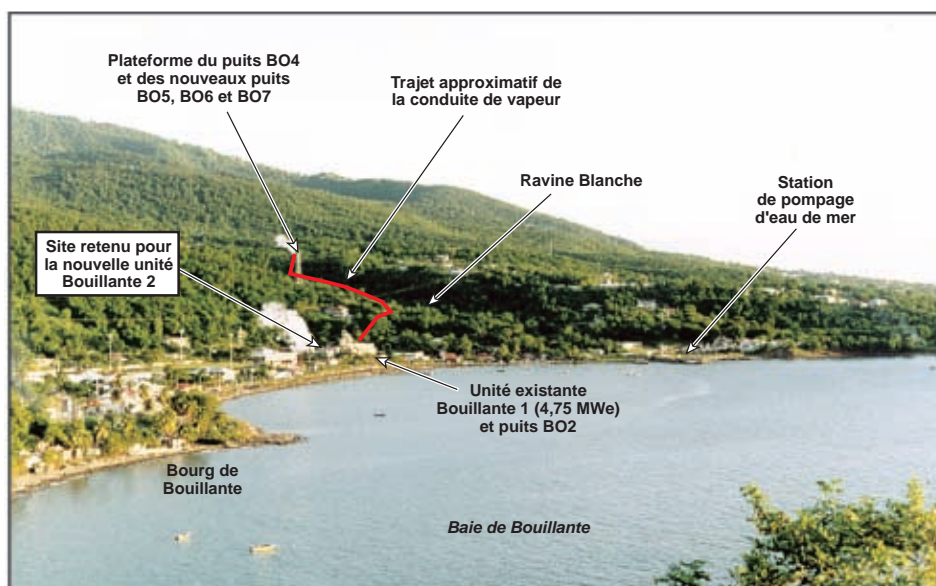 Plateforme du puits BO4
et des nouveaux puits
BO5, BO6 et BO7
Trajet approximatif de
la conduite de vapeur
Ravine Blanche
Station
de pompage
d'eau de mer
Site retenu pour
la nouvelle unité
Bouillante 2
Unité existante
Bouillante 1 (4,75 MWe)
et puits BO2
Bourg de
Bouillante
Baie de Bouillante